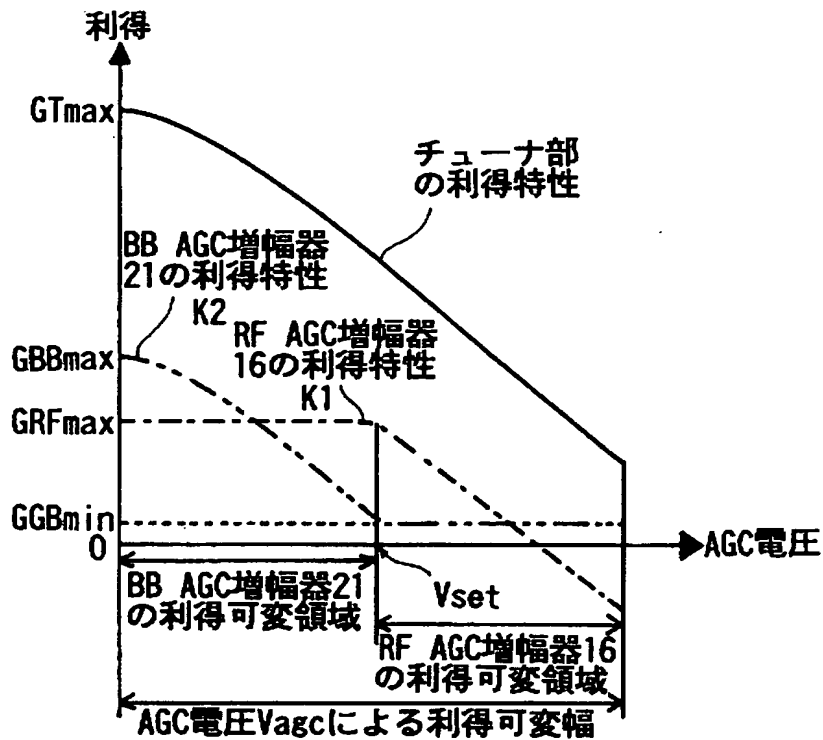 利得
GTmax
チューナ部
の利得特性
BB AGC増幅器
21の利得特性
K2
RF AGC増幅器
16の利得特性
K1
GBBmax
GRFmax
GGBmin
0
AGC電圧
BB AGC増幅器21
の利得可変領域
Vset
RF AGC増幅器16
の利得可変領域
AGC電圧Vagcによる利得可変幅